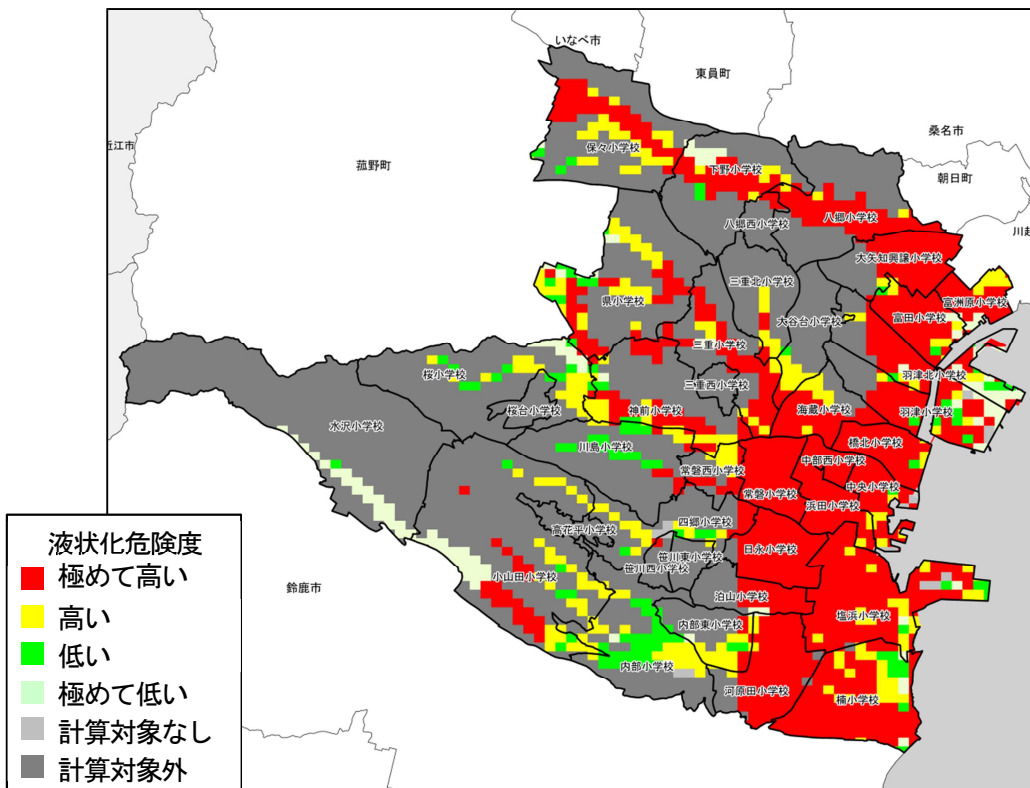 いなべ市
東員町
桑名市
近江市
菰野町
保々小学校
下野小学校
朝日町
八郷西小学校
八郷小学校
川越
大矢知興譲小学校
三重北小学校
県小学校
富洲原小学校
富田小学校
大谷台小学校
三重小学校
桜小学校
三重西小学校
羽津北小学校
桜台小学校
神前小学校
海蔵小学校
羽津小学校
水沢小学校
川島小学校
橋北小学校
常磐西小学校
中部西小学校
中央小学校
常磐小学校
浜田小学校
高花平小学校
四郷小学校
日永小学校
笹川東小学校
笹川西小学校
小山田小学校
鈴鹿市
泊山小学校
塩浜小学校
内部東小学校
内部小学校
河原田小学校
楠小学校
液状化危険度
極めて高い
高い
低い
極めて低い
計算対象なし
計算対象外